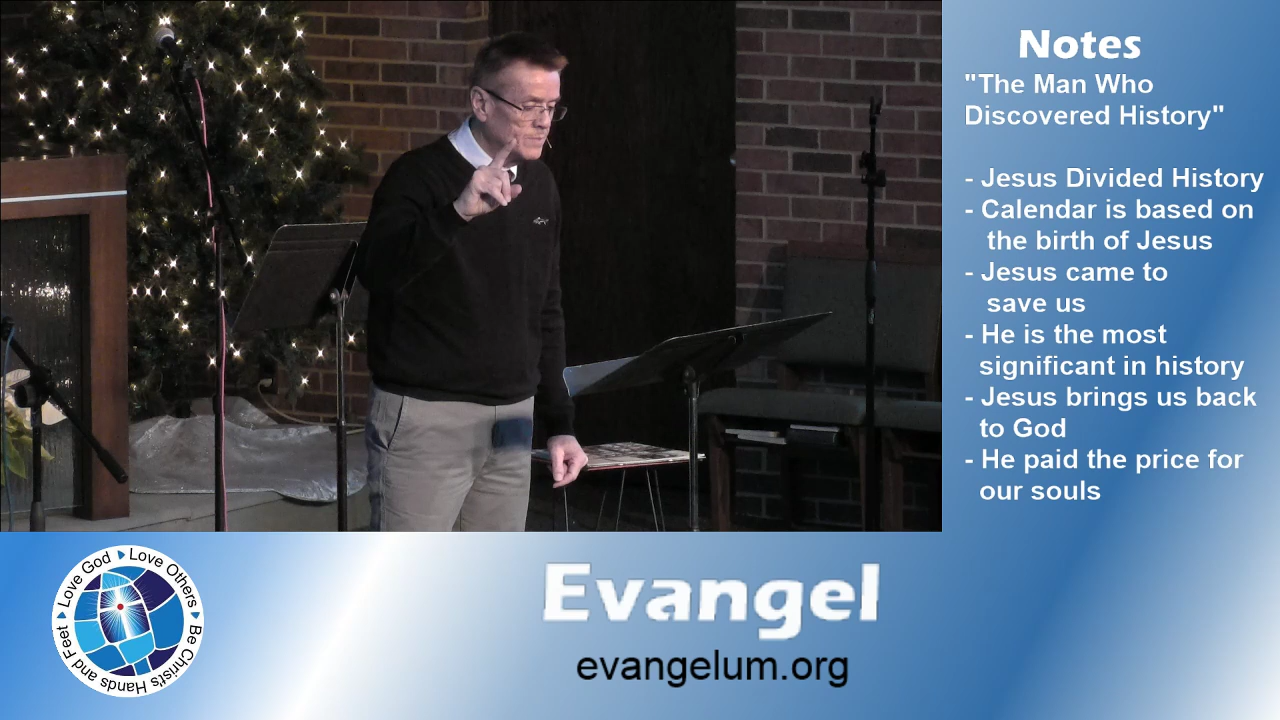 Notes
"The Man Who
Discovered History"
- Jesus Divided History
- Calendar is based on
the birth of Jesus
- Jesus came to
save us
- He is the most
significant in history
- Jesus brings us back
to God
- He paid the price for
our souls
Love God
Love Others
Be Christ's Hands and Feet
Evangel
evangelum.org